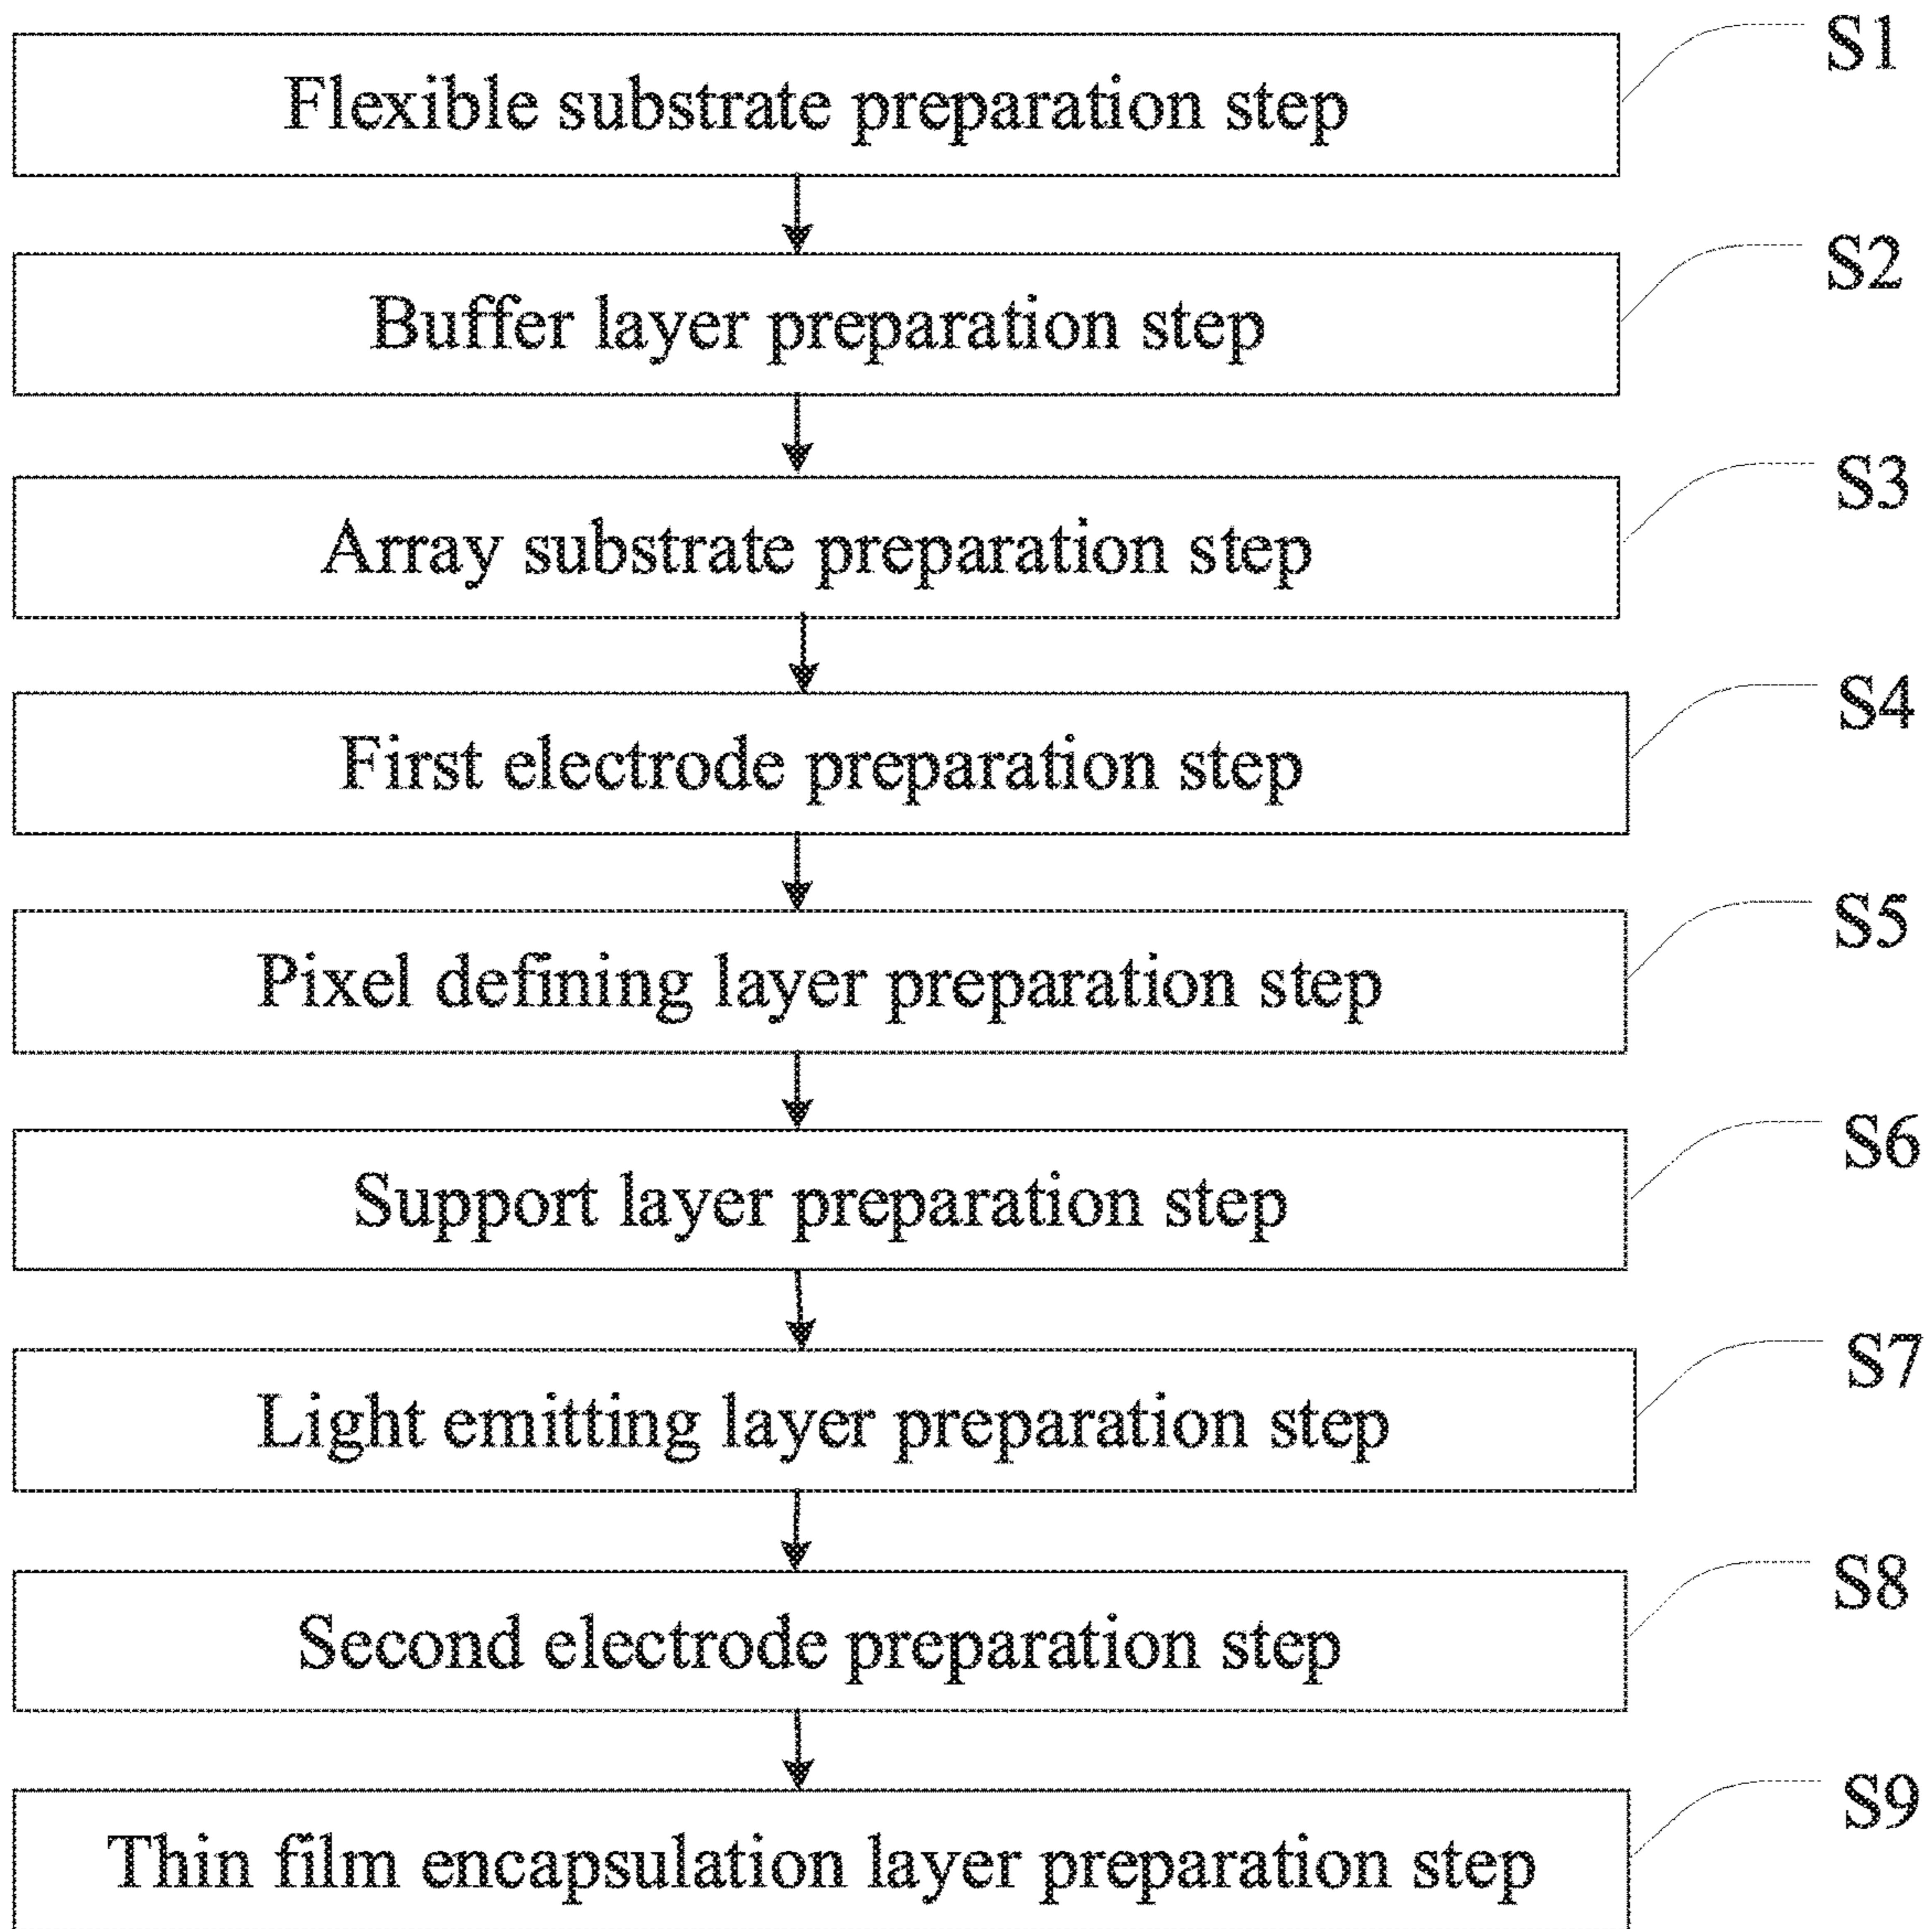 Flexible substrate preparation step S1
Buffer layer preparation step S2
Array substrate preparation step S3
First electrode preparation step S4
Pixel defining layer preparation step S5
Support layer preparation step S6
Light emitting layer preparation step S7
Second electrode preparation step S8
Thin film encapsulation layer preparation step S9